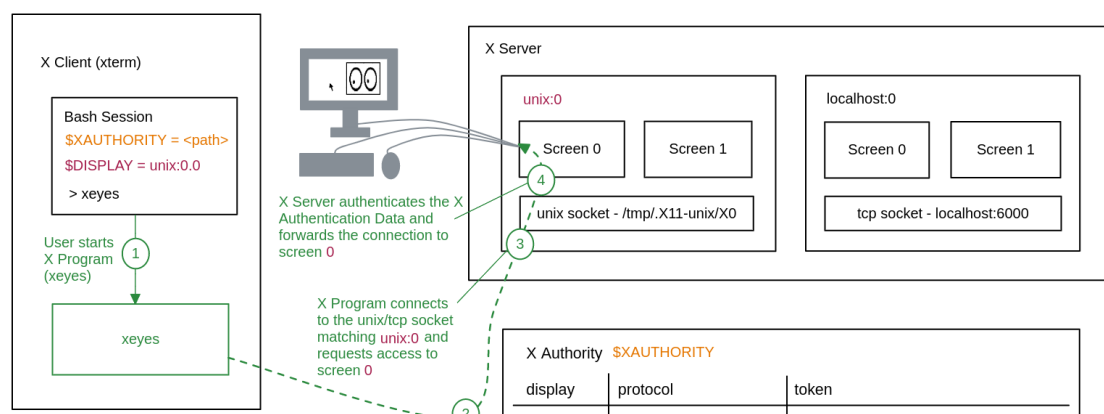 X Client (xterm)
Bash Session
$XAUTHORITY = <path>
$DISPLAY = unix:0.0
> xeyes
User starts
X Program
(xeyes)
1
xeyes
X Server
unix:0
Screen 0
Screen 1
unix socket - /tmp/.X11-unix/X0
localhost:0
Screen 0
Screen 1
tcp socket - localhost:6000
4
X Server authenticates the X
Authentication Data and
forwards the connection to
screen 0
3
X Program connects
to the unix/tcp socket
matching unix:0 and
requests access to
screen 0
2
X Authority $XAUTHORITY
display protocol token